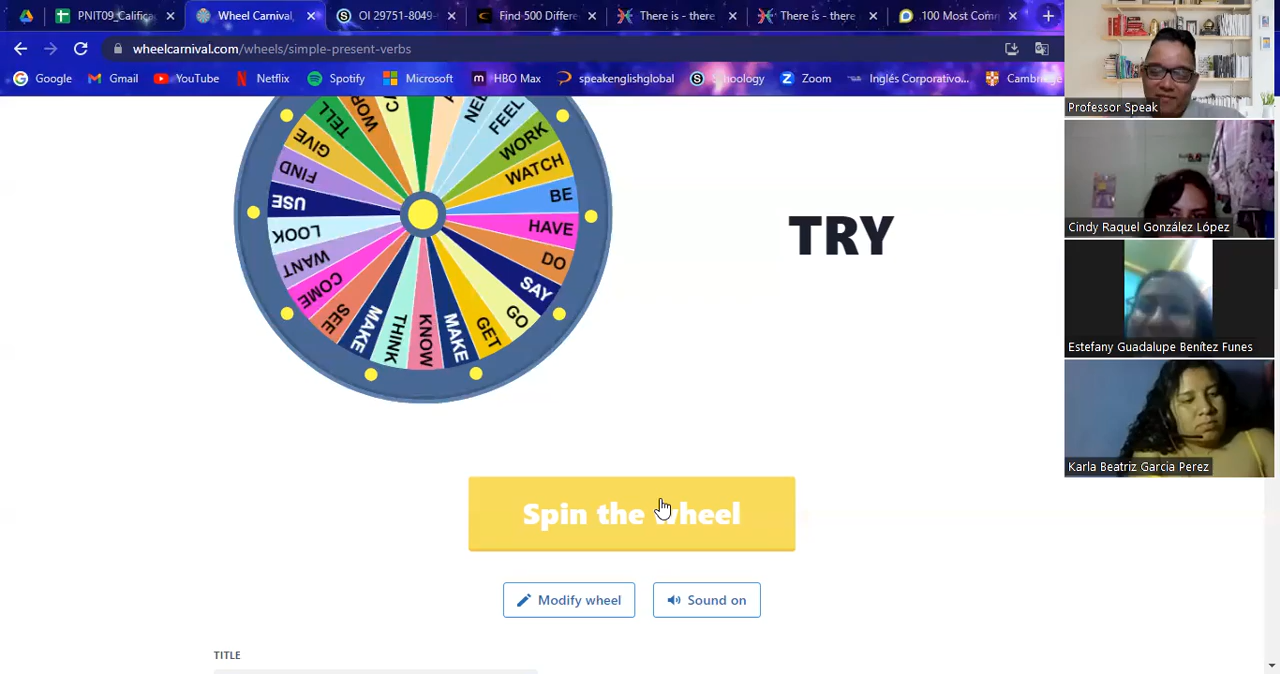 PNIT09_Califica
Wheel Carnival,
OI 29751-8049-
Find 500 Differe
There is - there
There is - there
100 Most Comm
wheelcarnival.com/wheels/simple-present-verbs
Google
Gmail
YouTube
Netflix
Spotify
Microsoft
HBO Max
speakenglishglobal
Schoology
Zoom
Inglés Corporativo...
Cambridge
TELL
GIVE
FIND
USE
LOOK
WANT
COME
SEE
MAKE
THINK
KNOW
MAKE
GET
GO
SAY
DO
HAVE
BE
WATCH
WORK
FEEL
TRY
Spin the wheel
Modify wheel
Sound on
TITLE
Professor Speak
Cindy Raquel González López
Estefany Guadalupe Benítez Funes
Karla Beatriz Garcia Perez